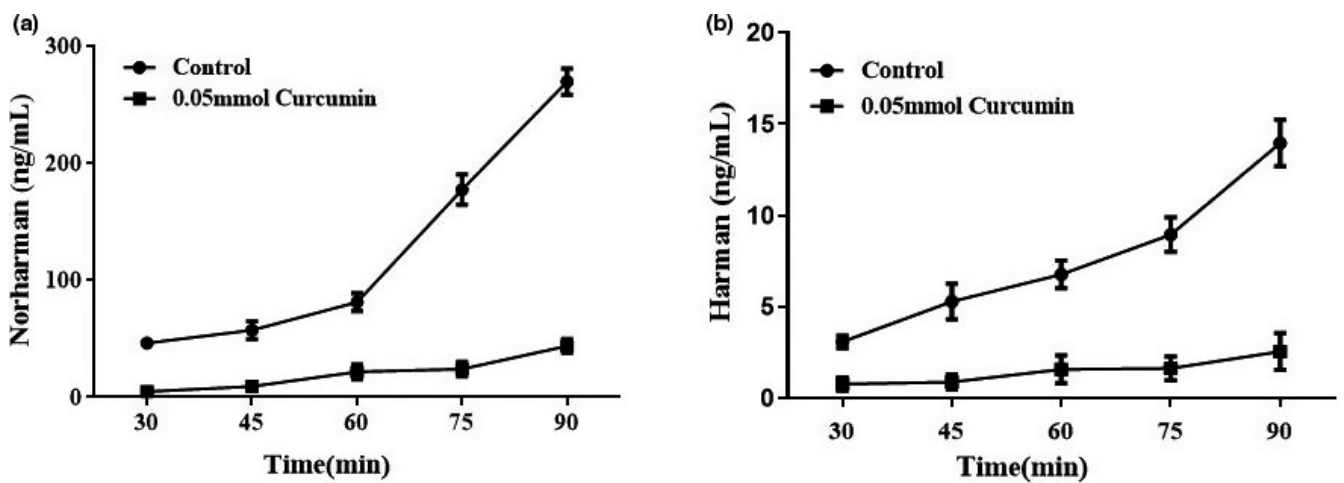 (a)
300
200
100
0
Norharman (ng/mL)
Control
0.05mmol Curcumin
30 45 60 75 90
Time(min)
(b)
20
15
10
5
0
Harman (ng/mL)
Control
0.05mmol Curcumin
30 45 60 75 90
Time(min)